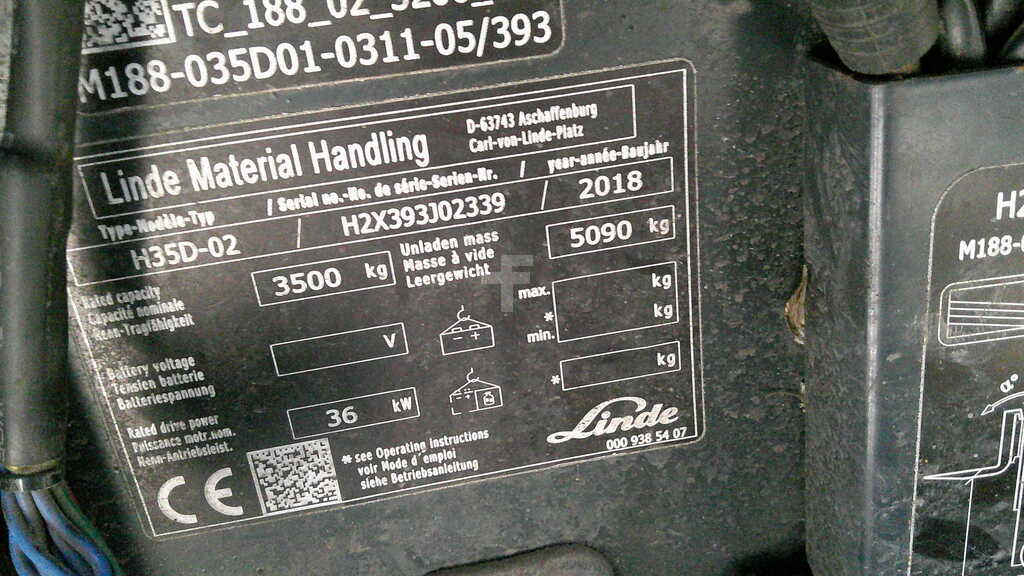 TC_188_02_
M188-035D01-0311-05/393
Linde Material Handling
D-63743 Aschaffenburg
Carl-von-Linde-Platz
Type-Modèle-Typ / Serial no.-No. de série-Serien-Nr. / year-année-Baujahr
H35D-02 / H2X393J02339 / 2018
Rated capacity
Capacité nominale
Nenn-Tragfähigkeit
3500 kg
Unladen mass
Masse à vide
Leergewicht
5090 kg
Battery voltage
Tension batterie
Batteriespannung
V
max. kg
* kg
min.
* kg
Rated drive power
Puissance motr.nom.
Nenn-Antriebsleist.
36 kW
* see Operating instructions
voir Mode d'emploi
siehe Betriebsanleitung
CE
Linde
000 938 54 07
M188-
α°